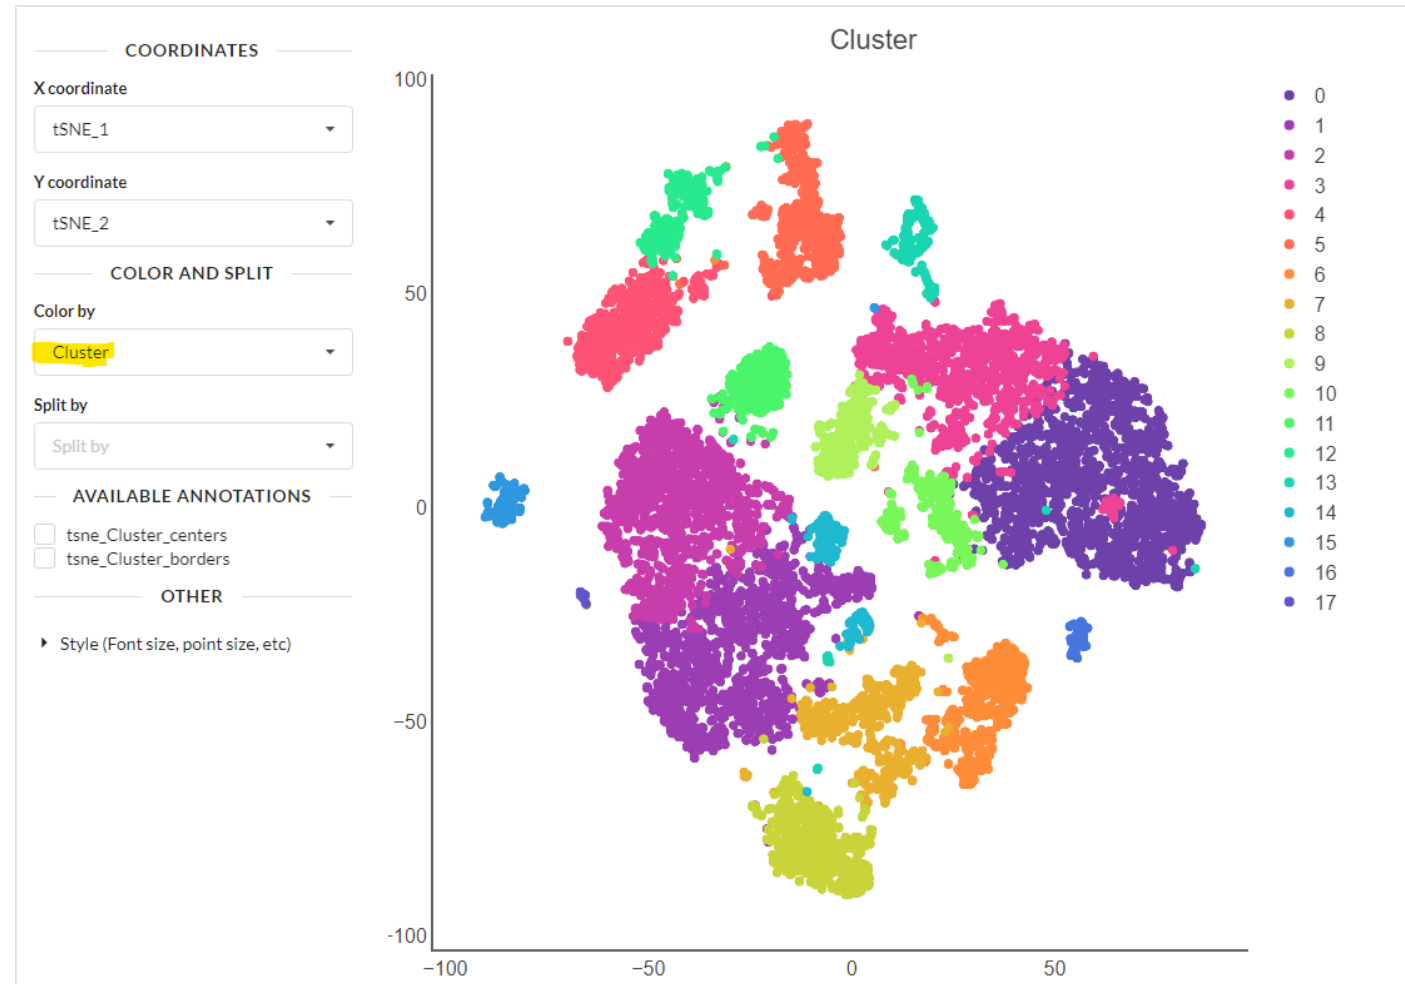 COORDINATES
X coordinate
tSNE_1
Y coordinate
tSNE_2
COLOR AND SPLIT
Color by
Cluster
Split by
Split by
AVAILABLE ANNOTATIONS
tsne_Cluster_centers
tsne_Cluster_borders
OTHER
Style (Font size, point size, etc)
Cluster
100
50
0
−50
-100
−100
−50
0
50
0
1
2
3
4
5
6
7
8
9
10
11
12
13
14
15
16
17